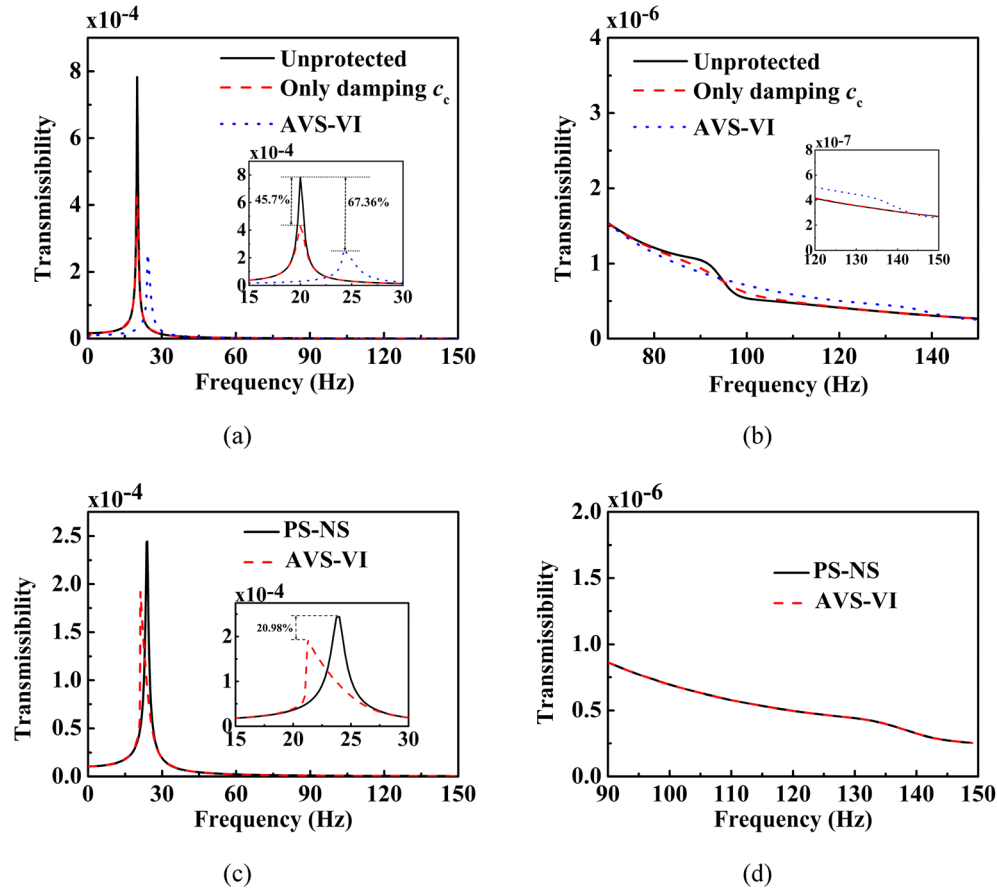 x10-4
Transmissibility
8
6
4
2
0
Unprotected
Only damping cc
AVS-VI
x10-4
8
6
4
2
0
45.7%
67.36%
15 20 25 30
0 30 60 90 120 150
Frequency (Hz)
(a)
x10-6
Transmissibility
4
3
2
1
0
Unprotected
Only damping cc
AVS-VI
x10-7
8
6
4
2
0
120 130 140 150
80 100 120 140
Frequency (Hz)
(b)
x10-4
Transmissibility
2.5
2.0
1.5
1.0
0.5
0.0
PS-NS
AVS-VI
x10-4
2
1
0
20.98%
15 20 25 30
0 30 60 90 120 150
Frequency (Hz)
(c)
x10-6
Transmissibility
2.0
1.5
1.0
0.5
0.0
PS-NS
AVS-VI
90 100 110 120 130 140 150
Frequency (Hz)
(d)